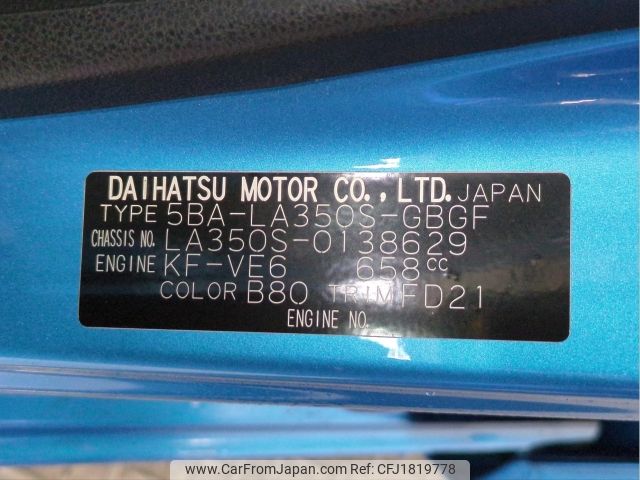 DAIHATSU MOTOR CO., LTD. JAPAN
TYPE 5BA-LA350S-GBGF
CHASSIS NO. LA350S-0138629
ENGINE KF-VE6 658cc
COLOR B80 TRIM FD21
ENGINE NO.
www.CarFromJapan.com | Ref No: CFJ1819778